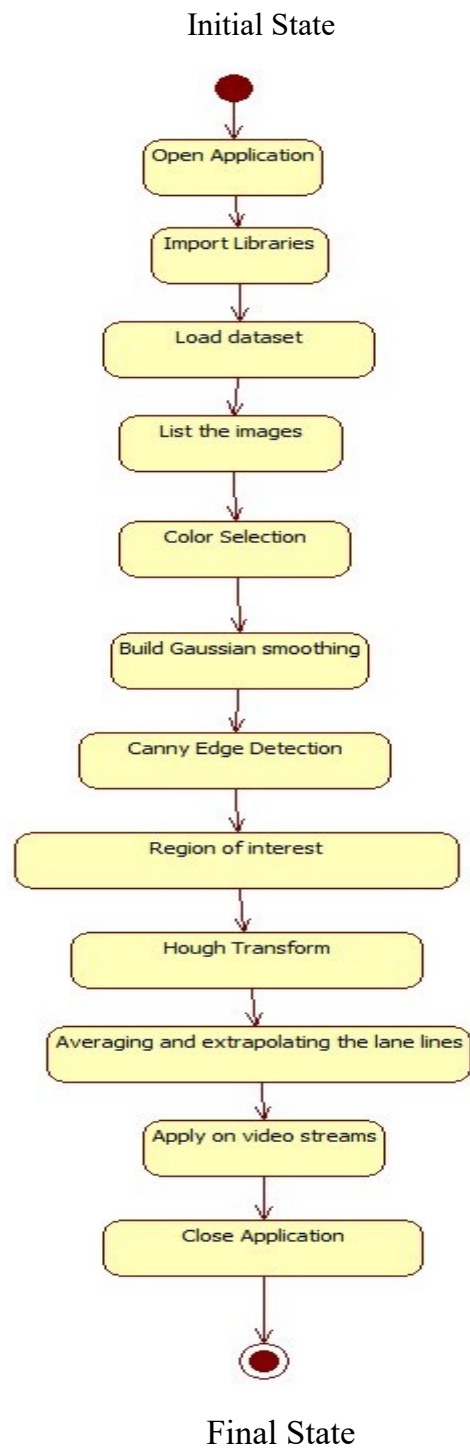 Initial State
Open Application
Import Libraries
Load dataset
List the images
Color Selection
Build Gaussian smoothing
Canny Edge Detection
Region of interest
Hough Transform
Averaging and extrapolating the lane lines
Apply on video streams
Close Application
Final State